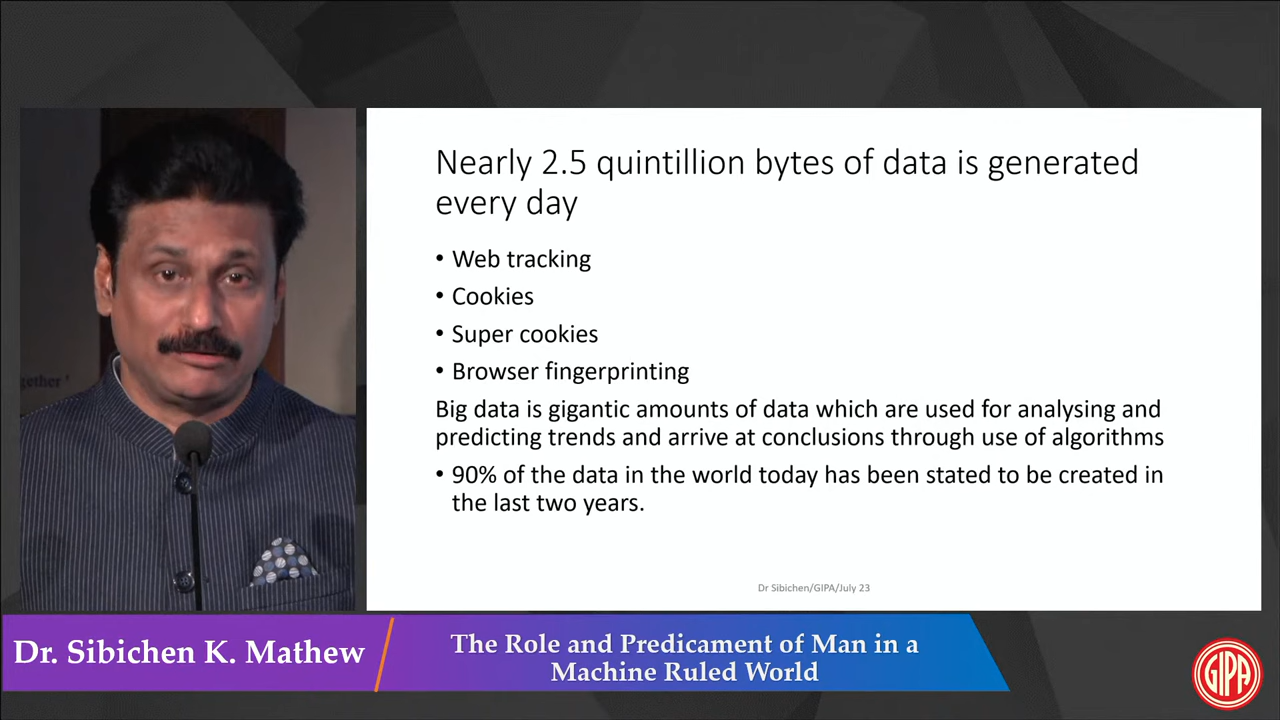 Nearly 2.5 quintillion bytes of data is generated
every day
• Web tracking
• Cookies
• Super cookies
• Browser fingerprinting
Big data is gigantic amounts of data which are used for analysing and
predicting trends and arrive at conclusions through use of algorithms
• 90% of the data in the world today has been stated to be created in
the last two years.
Dr Sibichen/GIPA/July 23
gether '
Dr. Sibichen K. Mathew
The Role and Predicament of Man in a
Machine Ruled World
GIPA